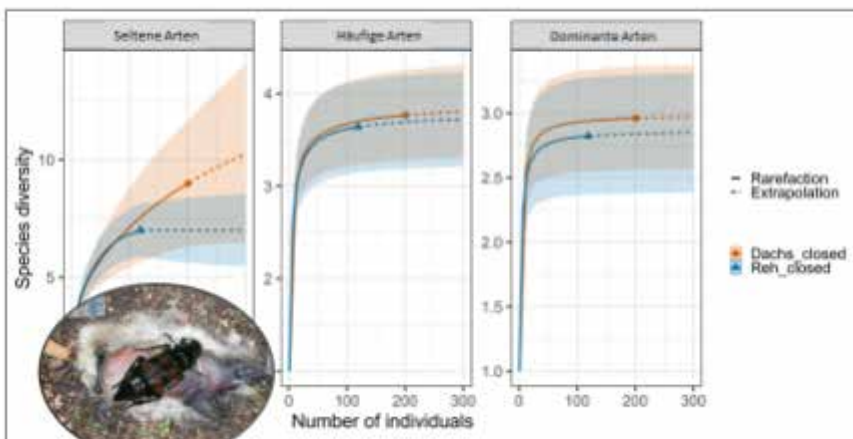 Seltene Arten
Häufige Arten
Dominante Arten
Species diversity
10
5
4
3
2
1
3.0
2.5
2.0
1.5
1.0
0 100 200 300
0 100 200 300
Number of individuals
Rarefaction
Extrapolation
Dachs_closed
Reh_closed